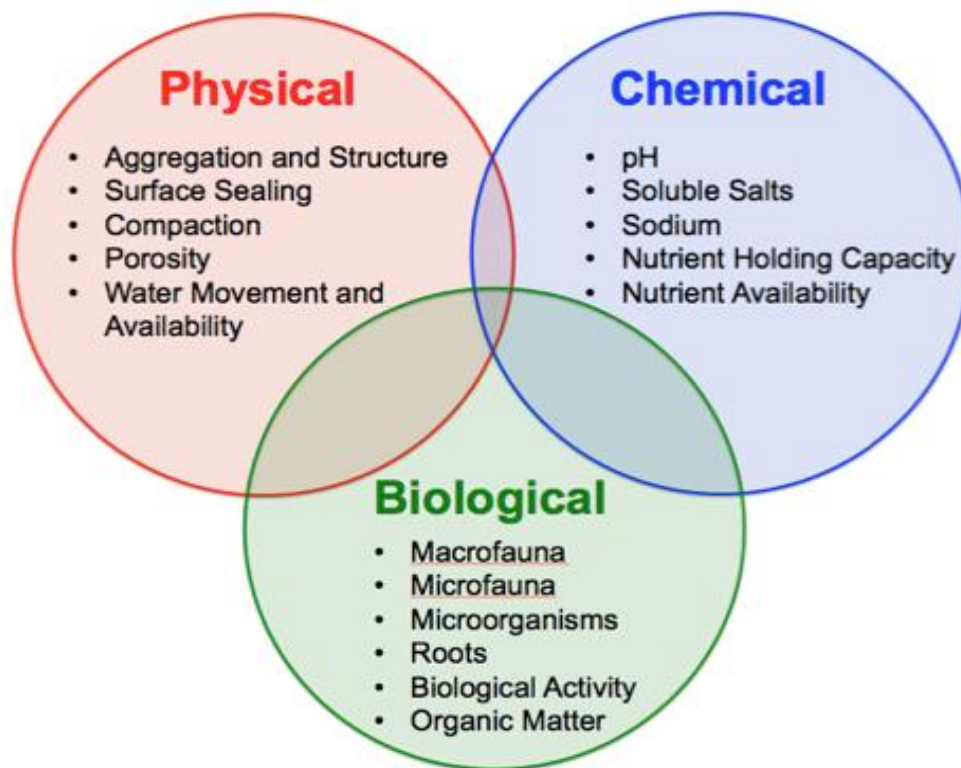 Physical
• Aggregation and Structure
• Surface Sealing
• Compaction
• Porosity
• Water Movement and
Availability
Chemical
• pH
• Soluble Salts
• Sodium
• Nutrient Holding Capacity
• Nutrient Availability
Biological
• Macrofauna
• Microfauna
• Microorganisms
• Roots
• Biological Activity
• Organic Matter